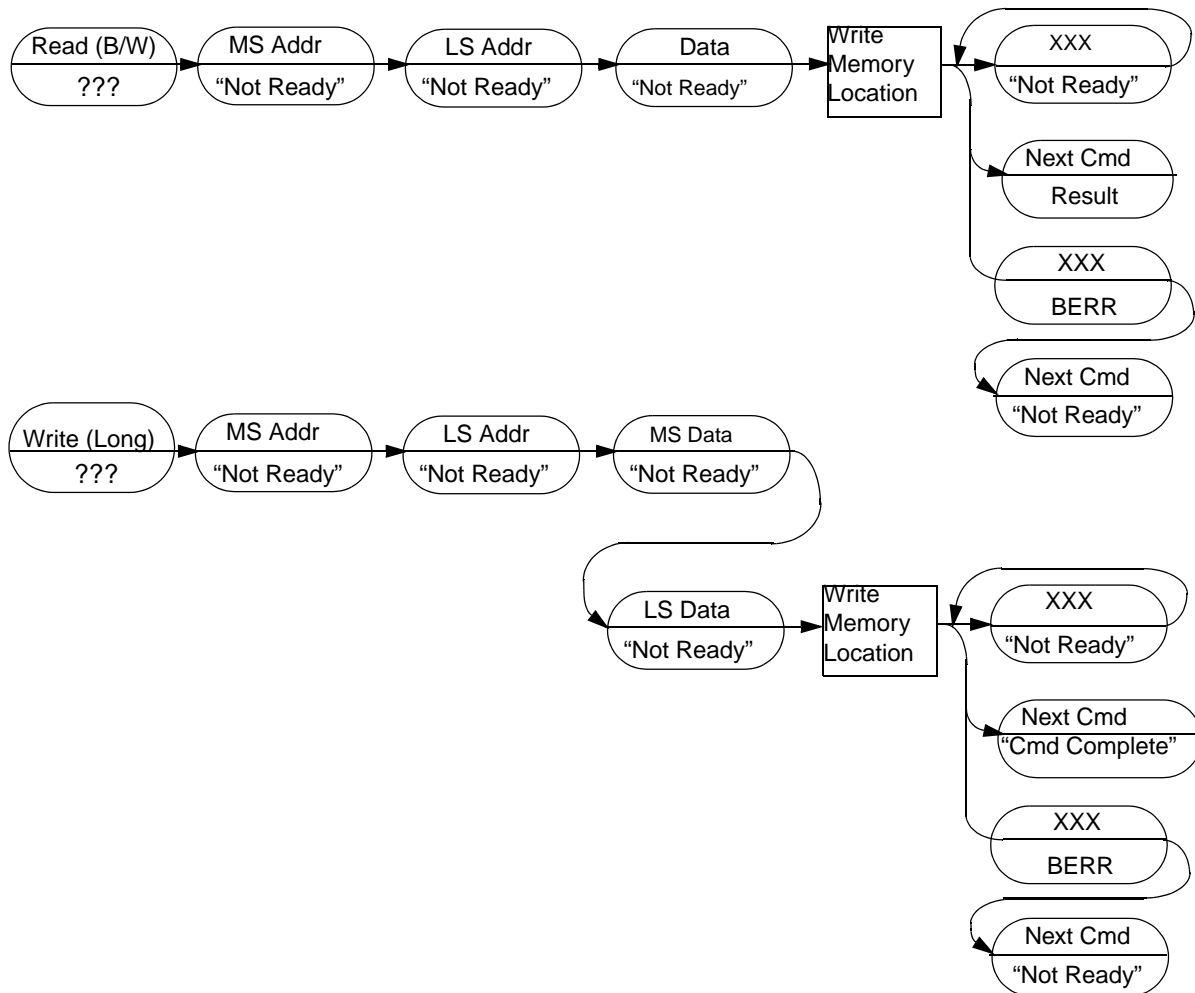 Read (B/W)
???
MS Addr
“Not Ready”
LS Addr
“Not Ready”
Data
“Not Ready”
Write
Memory
Location
XXX
“Not Ready”
Next Cmd
Result
XXX
BERR
Next Cmd
“Not Ready”
Write (Long)
???
MS Addr
“Not Ready”
LS Addr
“Not Ready”
MS Data
“Not Ready”
LS Data
“Not Ready”
Write
Memory
Location
XXX
“Not Ready”
Next Cmd
“Cmd Complete”
XXX
BERR
Next Cmd
“Not Ready”